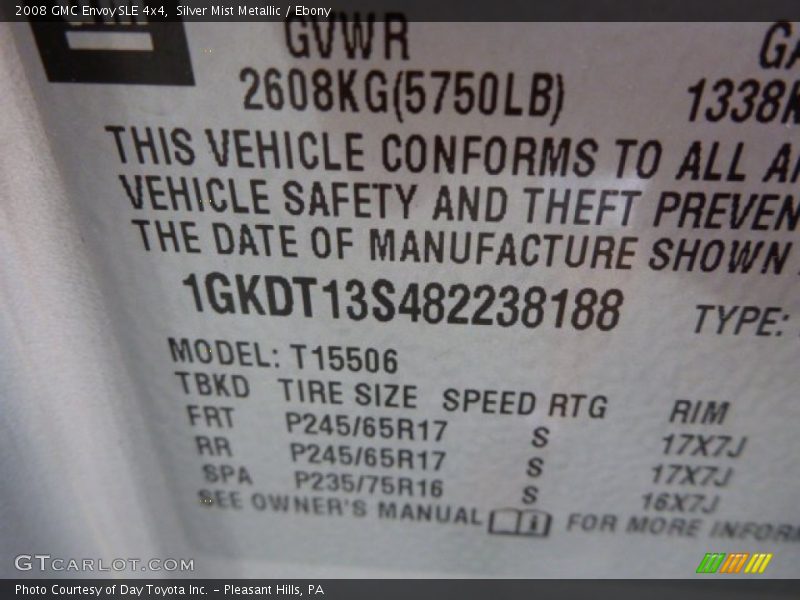 2008 GMC Envoy SLE 4x4, Silver Mist Metallic / Ebony
GVWR
2608KG(5750LB) 1338K
THIS VEHICLE CONFORMS TO ALL
VEHICLE SAFETY AND THEFT PREVEN
THE DATE OF MANUFACTURE SHOWN
1GKDT13S482238188 TYPE:
MODEL: T15506
TBKD TIRE SIZE SPEED RTG RIM
FRT P245/65R17 S 17X7J
RR P245/65R17 S 17X7J
SPA P235/75R16 S 16X7J
SEE OWNER'S MANUAL FOR MORE INFORM
GTCARLOT.COM
Photo Courtesy of Day Toyota Inc. - Pleasant Hills, PA